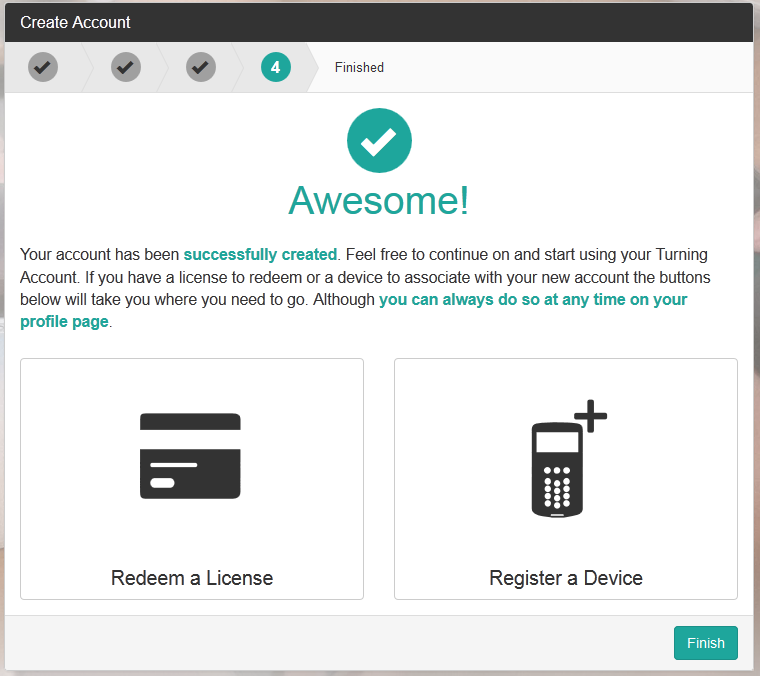 Create Account
4 Finished
Awesome!
Your account has been successfully created. Feel free to continue on and start using your Turning
Account. If you have a license to redeem or a device to associate with your new account the buttons
below will take you where you need to go. Although you can always do so at any time on your
profile page.
Redeem a License
Register a Device
Finish